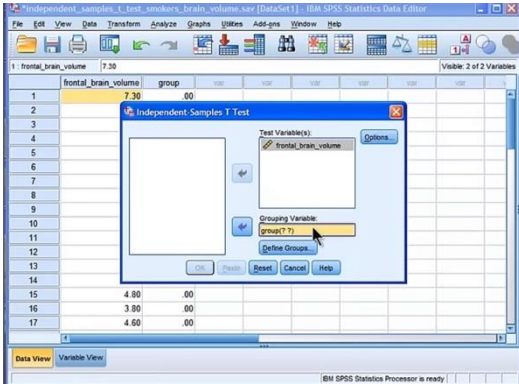 *independent_samples_t_test_smokers_brain_volume.sav [DataSet1] - IBM SPSS Statistics Data Editor
File Edit View Data Transform Analyze Graphs Utilities Add-ons Window Help
1 : frontal_brain_volume 7.30 Visible: 2 of 2 Variables
frontal_brain_volume group var var var var var var
1 7.30 .00
Independent-Samples T Test
2
3
Test Variable(s):
Options...
4
frontal_brain_volume
5
6
7
8
9
10
Grouping Variable:
11
group(? ?)
12
Define Groups...
13
OK Paste Reset Cancel Help
14
15 4.80 .00
16 3.80 .00
17 4.60 .00
Data View Variable View
IBM SPSS Statistics Processor is ready